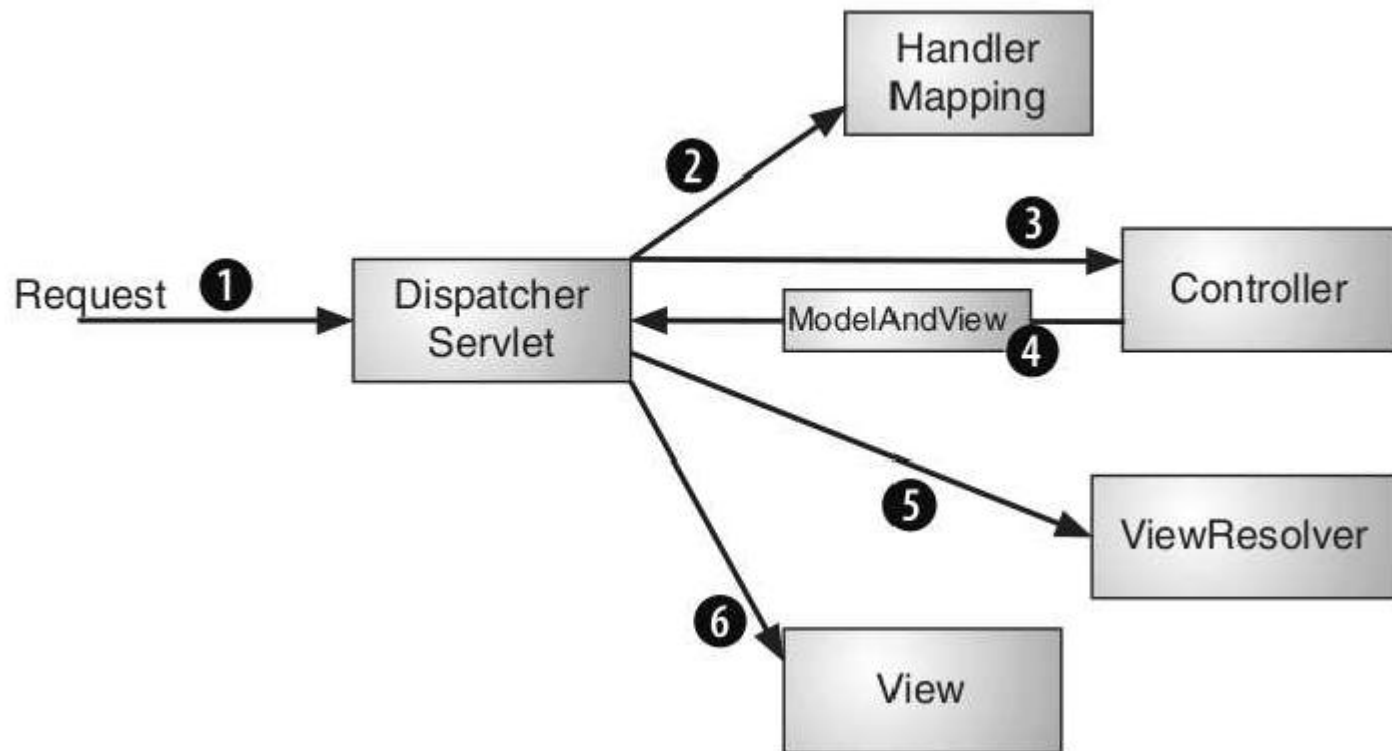 Handler
Mapping
2
3
Request 1
Dispatcher
Servlet
Controller
ModelAndView
4
5
ViewResolver
6
View